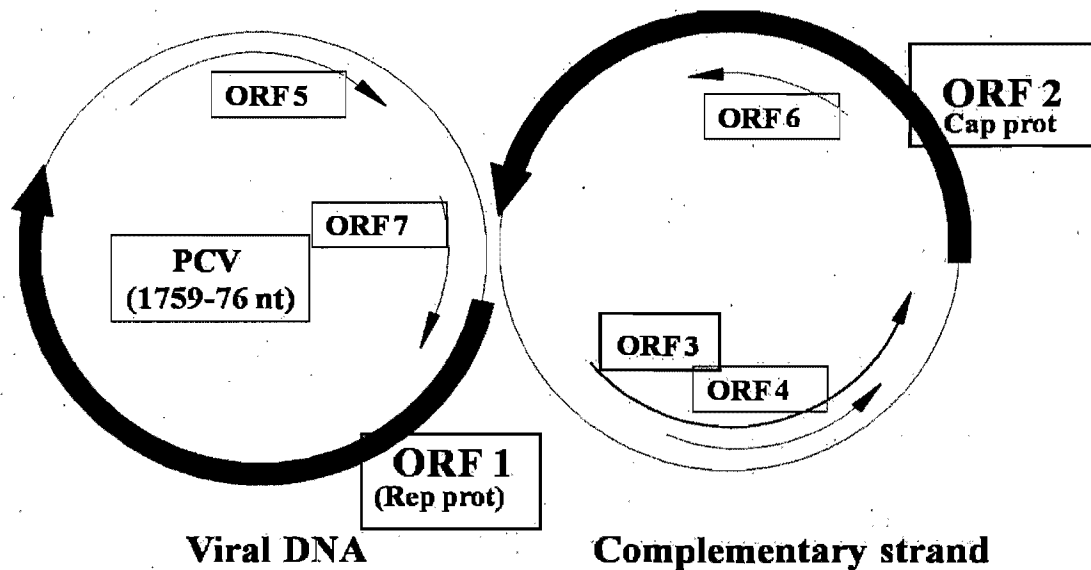 ORF 5
ORF 7
PCV
(1759-76 nt)
ORF 1
(Rep prot)
Viral DNA
ORF 6
ORF 2
Cap prot
ORF 3
ORF 4
Complementary strand